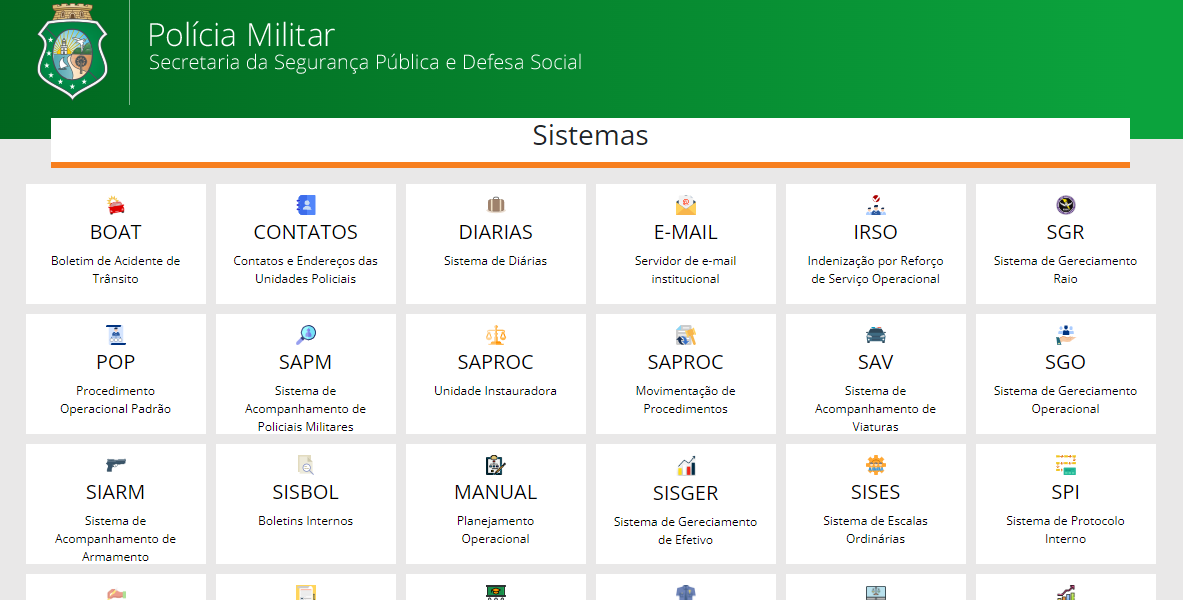 Polícia Militar
Secretaria da Segurança Pública e Defesa Social
Sistemas
BOAT
Boletim de Acidente de
Trânsito
CONTATOS
Contatos e Endereços das
Unidades Policiais
DIARIAS
Sistema de Diárias
E-MAIL
Servidor de e-mail
institucional
IRSO
Indenização por Reforço
de Serviço Operacional
SGR
Sistema de Gereciamento
Raio
POP
Procedimento
Operacional Padrão
SAPM
Sistema de
Acompanhamento de
Policiais Militares
SAPROC
Unidade Instauradora
SAPROC
Movimentação de
Procedimentos
SAV
Sistema de
Acompanhamento de
Viaturas
SGO
Sistema de Gereciamento
Operacional
SIARM
Sistema de
Acompanhamento de
Armamento
SISBOL
Boletins Internos
MANUAL
Planejamento
Operacional
SISGER
Sistema de Gereciamento
de Efetivo
SISES
Sistema de Escalas
Ordinárias
SPI
Sistema de Protocolo
Interno